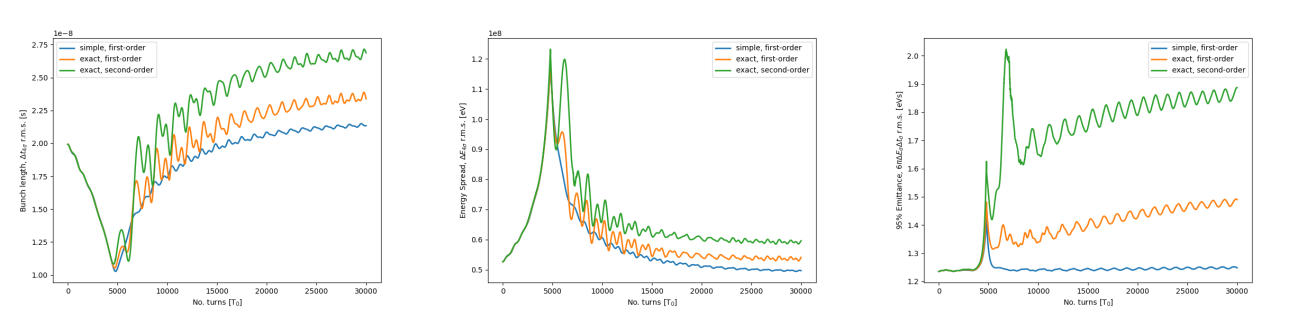 1e−8
2.75
2.50
2.25
2.00
1.75
1.50
1.25
1.00
Bunch length, Δt₄σ r.m.s. [s]
simple, first-order
exact, first-order
exact, second-order
0 5000 10000 15000 20000 25000 30000
No. turns [T₀]
1e8
1.2
1.1
1.0
0.9
0.8
0.7
0.6
0.5
Energy Spread, ΔE₄σ r.m.s. [eV]
simple, first-order
exact, first-order
exact, second-order
0 5000 10000 15000 20000 25000 30000
No. turns [T₀]
2.0
1.9
1.8
1.7
1.6
1.5
1.4
1.3
1.2
95% Emittance, 6πΔEσΔtσ r.m.s. [eVs]
simple, first-order
exact, first-order
exact, second-order
0 5000 10000 15000 20000 25000 30000
No. turns [T₀]